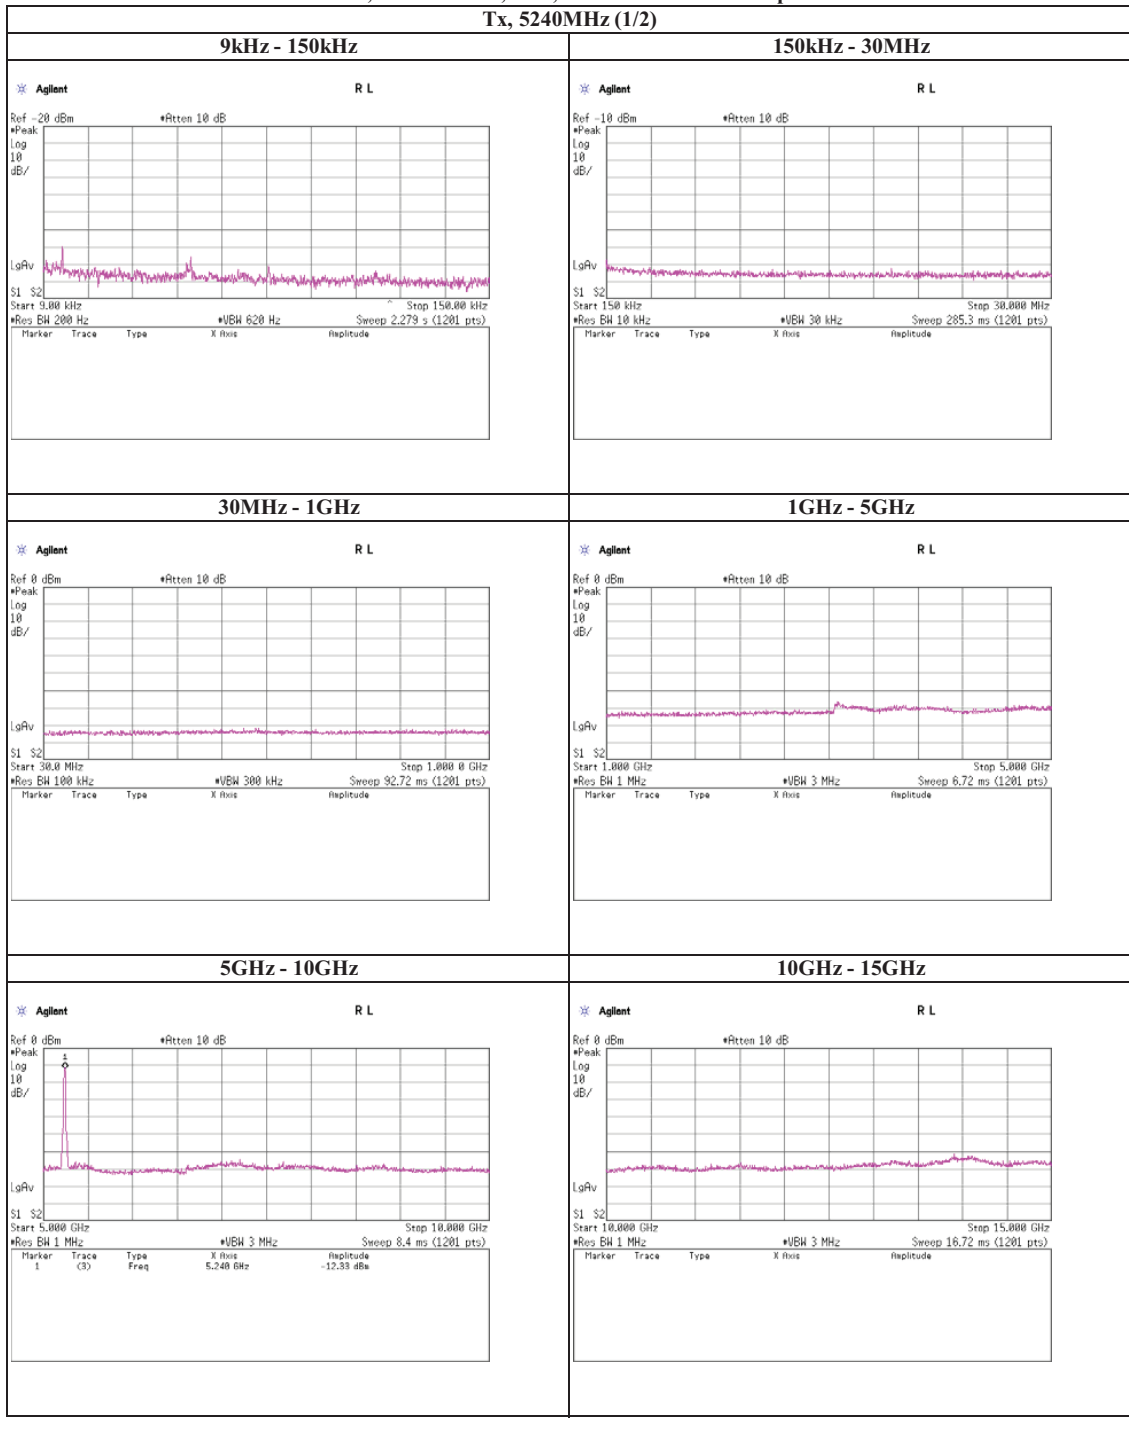 Tx, 5240MHz (1/2)
9kHz - 150kHz
150kHz - 30MHz
Agilent R L
Ref -20 dBm #Atten 10 dB
#Peak
Log
10
dB/
LgAv
S1 S2
Start 9.00 kHz ^ Stop 150.00 kHz
#Res BW 200 Hz #VBW 620 Hz Sweep 2.279 s (1201 pts)
Marker Trace Type X Axis Amplitude
Agilent R L
Ref -10 dBm #Atten 10 dB
#Peak
Log
10
dB/
LgAv
S1 S2
Start 150 kHz Stop 30.000 MHz
#Res BW 10 kHz #VBW 30 kHz Sweep 285.3 ms (1201 pts)
Marker Trace Type X Axis Amplitude
30MHz - 1GHz
1GHz - 5GHz
Agilent R L
Ref 0 dBm #Atten 10 dB
#Peak
Log
10
dB/
LgAv
S1 S2
Start 30.0 MHz Stop 1.000 0 GHz
#Res BW 100 kHz #VBW 300 kHz Sweep 92.72 ms (1201 pts)
Marker Trace Type X Axis Amplitude
Agilent R L
Ref 0 dBm #Atten 10 dB
#Peak
Log
10
dB/
LgAv
S1 S2
Start 1.000 GHz Stop 5.000 GHz
#Res BW 1 MHz #VBW 3 MHz Sweep 6.72 ms (1201 pts)
Marker Trace Type X Axis Amplitude
5GHz - 10GHz
10GHz - 15GHz
Agilent R L
Ref 0 dBm #Atten 10 dB
#Peak
Log
10
dB/
1
LgAv
S1 S2
Start 5.000 GHz Stop 10.000 GHz
#Res BW 1 MHz #VBW 3 MHz Sweep 8.4 ms (1201 pts)
Marker Trace Type X Axis Amplitude
1 (3) Freq 5.240 GHz -12.33 dBm
Agilent R L
Ref 0 dBm #Atten 10 dB
#Peak
Log
10
dB/
LgAv
S1 S2
Start 10.000 GHz Stop 15.000 GHz
#Res BW 1 MHz #VBW 3 MHz Sweep 16.72 ms (1201 pts)
Marker Trace Type X Axis Amplitude